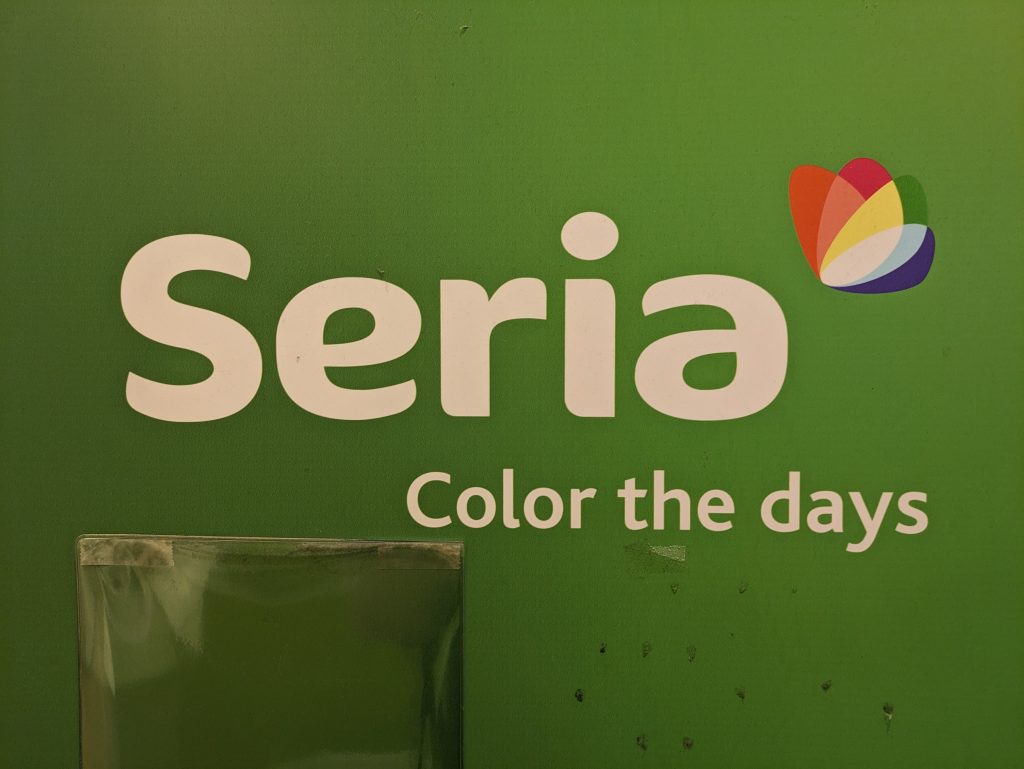 Seria
Color the days